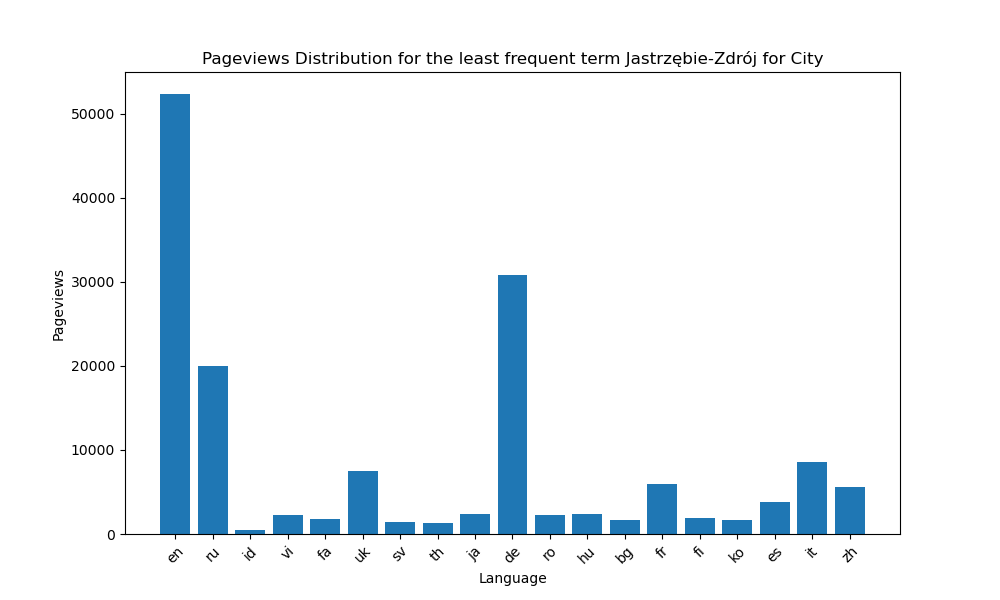 Pageviews Distribution for the least frequent term Jastrzębie-Zdrój for City
50000
40000
30000
20000
10000
0
Pageviews
en ru id vi fa uk sv th ja de ro hu bg fr fi ko es it zh
Language